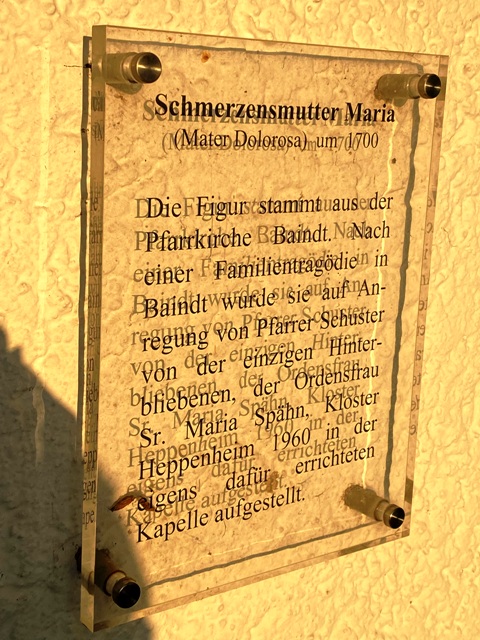 Schmerzensmutter Maria
(Mater Dolorosa) um 1700
Die Figur stammt aus der
Pfarrkirche Baindt. Nach
einer Familientragödie in
Baindt wurde sie auf An-
regung von Pfarrer Schuster
von der einzigen Hinter-
bliebenen, der Ordensfrau
Sr. Maria Spähn, Kloster
Heppenheim 1960 in der
eigens dafür errichteten
Kapelle aufgestellt.